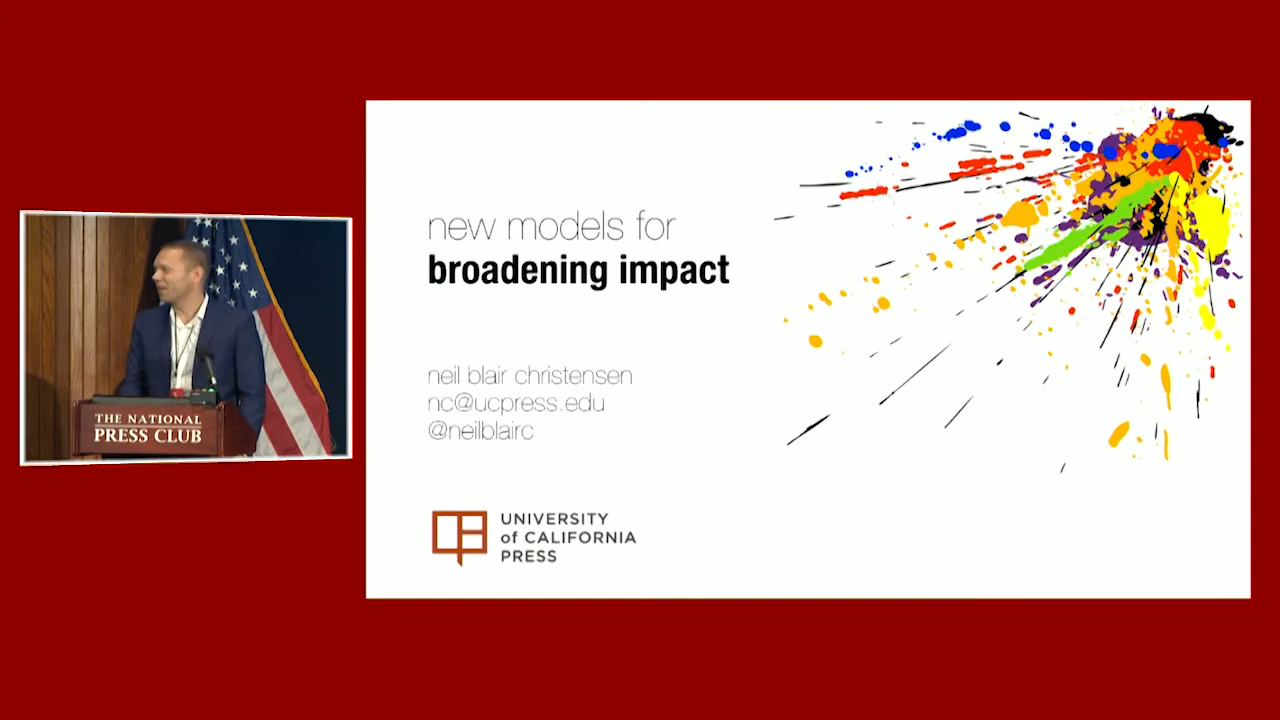 THE NATIONAL
PRESS CLUB
new models for
broadening impact
neil blair christensen
nc@ucpress.edu
@neilblairc
UNIVERSITY
of CALIFORNIA
PRESS